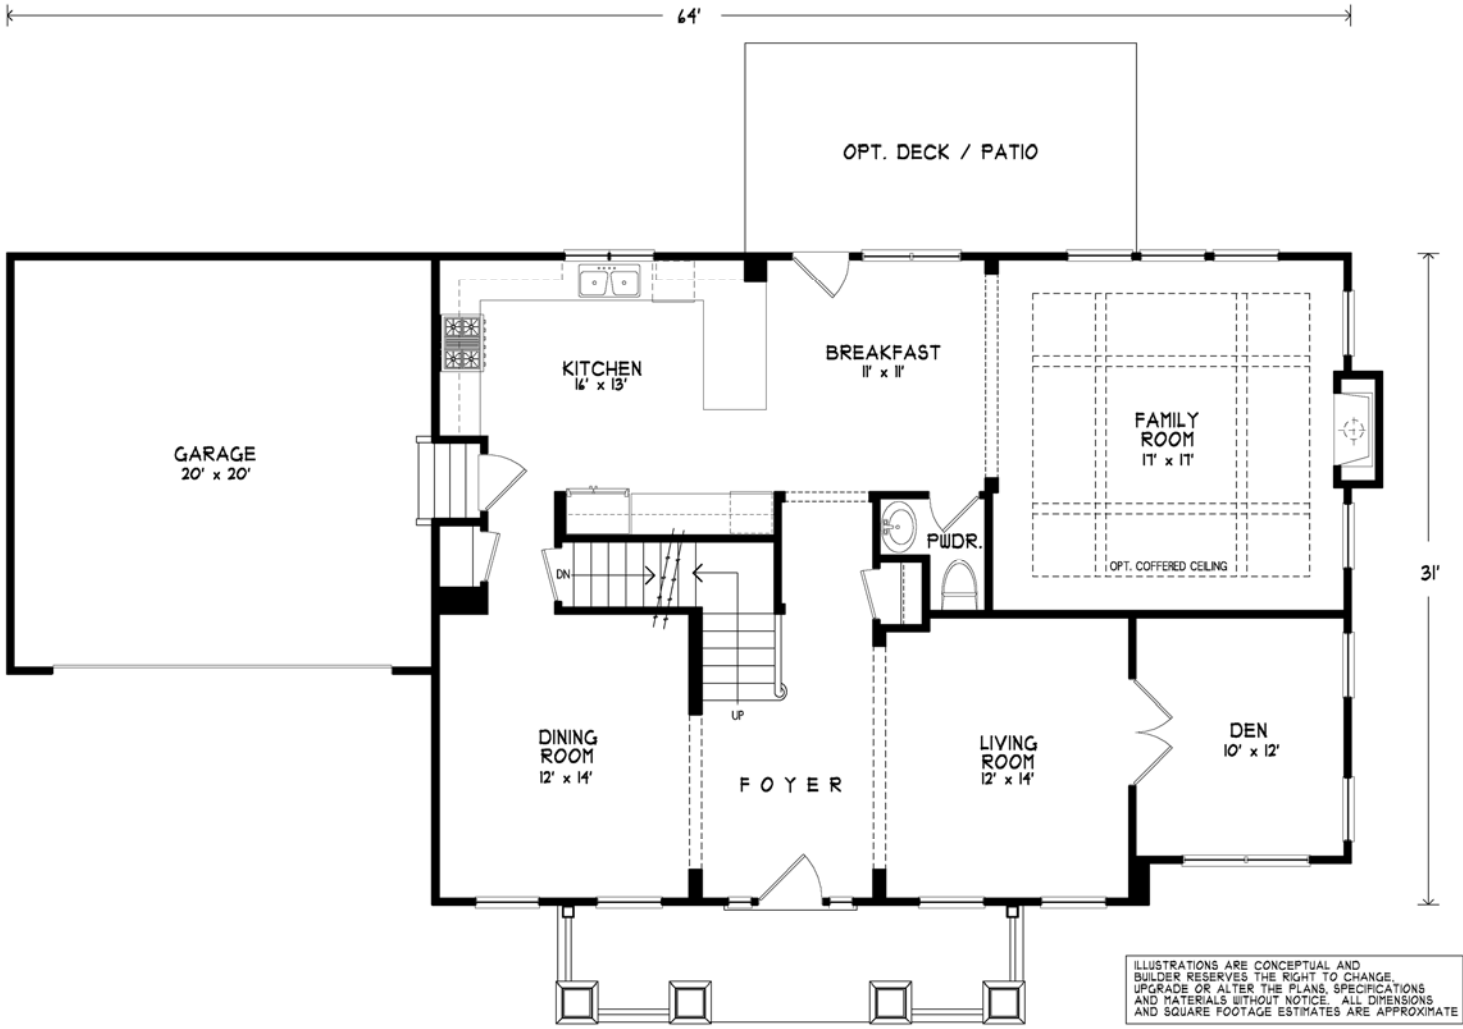 64'
OPT. DECK / PATIO
KITCHEN
16' x 13'
BREAKFAST
11' x 11'
GARAGE
20' x 20'
FAMILY
ROOM
17' x 17'
PWDR.
OPT. COFFERED CEILING
31'
DN
UP
DINING
ROOM
12' x 14'
FOYER
LIVING
ROOM
12' x 14'
DEN
10' x 12'
ILLUSTRATIONS ARE CONCEPTUAL AND
BUILDER RESERVES THE RIGHT TO CHANGE,
UPGRADE OR ALTER THE PLANS, SPECIFICATIONS
AND MATERIALS WITHOUT NOTICE. ALL DIMENSIONS
AND SQUARE FOOTAGE ESTIMATES ARE APPROXIMATE